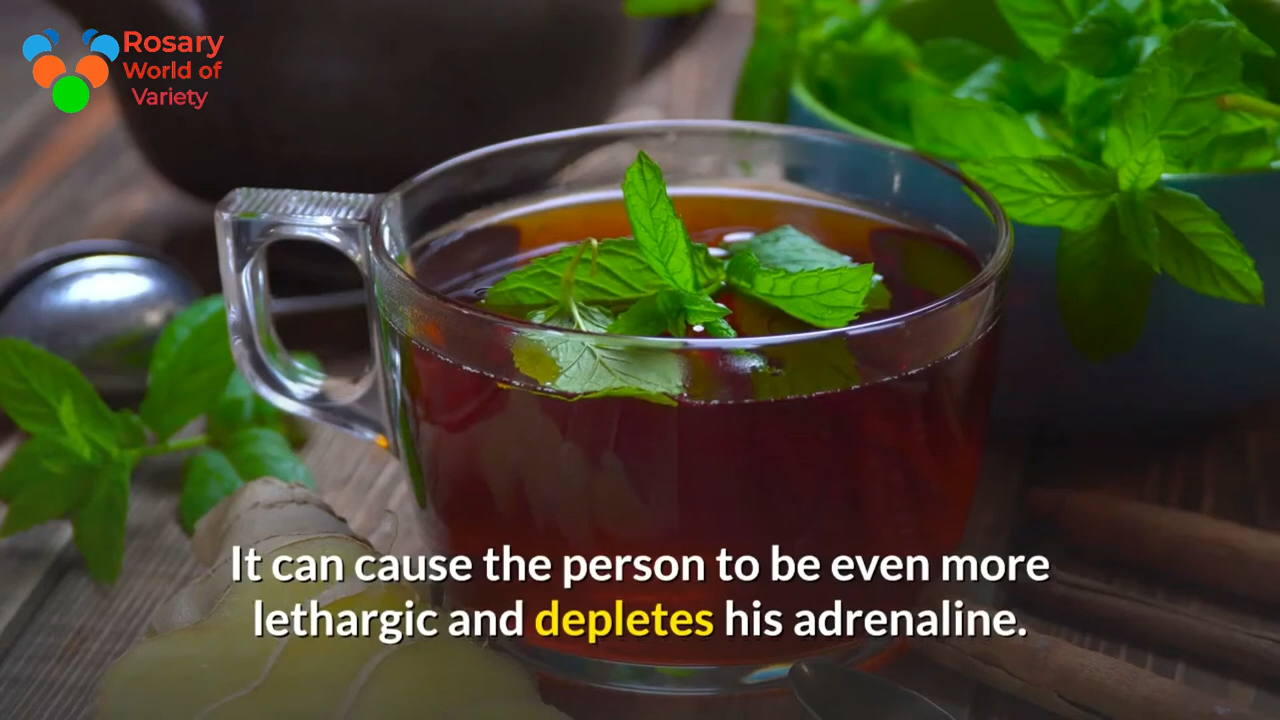 Rosary
World of
Variety
It can cause the person to be even more
lethargic and depletes his adrenaline.